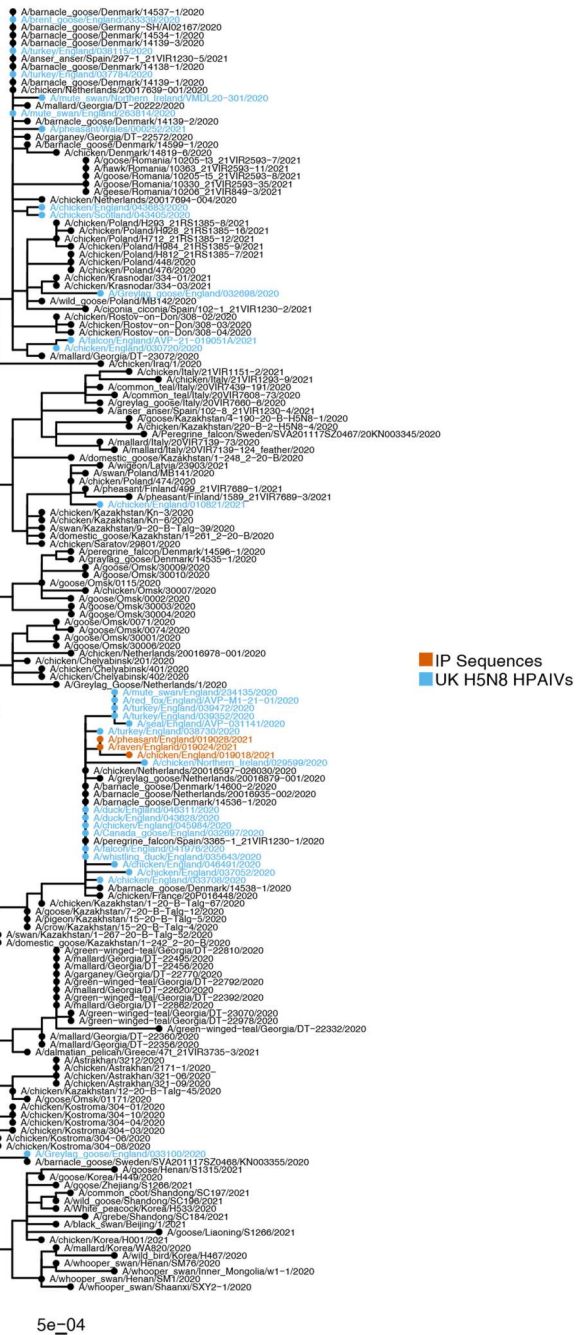 A/barnacle_goose/Denmark/14537-1/2020
A/brent_goose/England/233339/2020
A/barnacle_goose/Germany-SH/AI02167/2020
A/barnacle_goose/Denmark/14534-1/2020
A/barnacle_goose/Denmark/14139-3/2020
A/turkey/England/038115/2020
A/anser_anser/Spain/297-1_21VIR1230-5/2021
A/barnacle_goose/Denmark/14138-1/2020
A/turkey/England/037784/2020
A/barnacle_goose/Denmark/14139-1/2020
A/chicken/Netherlands/20017639-001/2020
A/mute_swan/Northern_Ireland/VMDL20-301/2020
A/mallard/Georgia/DT-20222/2020
A/mute_swan/England/263814/2020
A/barnacle_goose/Denmark/14139-2/2020
A/pheasant/Wales/000252/2021
A/garganey/Georgia/DT-22572/2020
A/barnacle_goose/Denmark/14599-1/2020
A/chicken/Denmark/14819-6/2020
A/goose/Romania/10205-t3_21VIR2593-7/2021
A/hawk/Romania/10363_21VIR2593-11/2021
A/goose/Romania/10205-t5_21VIR2593-8/2021
A/goose/Romania/10330_21VIR2593-35/2021
A/geese/Romania/10206_21VIR849-3/2021
A/chicken/Netherlands/20017694-004/2020
A/chicken/England/043683/2020
A/chicken/Scotland/043405/2020
A/chicken/Poland/H293_21RS1385-8/2021
A/chicken/Poland/H928_21RS1385-16/2021
A/chicken/Poland/H712_21RS1385-12/2021
A/chicken/Poland/H984_21RS1385-9/2021
A/chicken/Poland/H812_21RS1385-7/2021
A/chicken/Poland/448/2020
A/chicken/Poland/476/2020
A/chicken/Krasnodar/334-01/2021
A/chicken/Krasnodar/334-03/2021
A/Greylag_goose/England/032698/2020
A/wild_goose/Poland/MB142/2020
A/ciconia_ciconia/Spain/102-1_21VIR1230-2/2021
A/chicken/Rostov-on-Don/308-02/2020
A/chicken/Rostov-on-Don/308-03/2020
A/chicken/Rostov-on-Don/308-04/2020
A/falcon/England/AVP-21-019051A/2021
A/chicken/England/030720/2020
A/mallard/Georgia/DT-23072/2020
A/chicken/Iraq/1/2020
A/chicken/Italy/21VIR1151-2/2021
A/chicken/Italy/21VIR1293-9/2021
A/common_teal/Italy/20VIR7439-191/2020
A/common_teal/Italy/20VIR7608-73/2020
A/greylag_goose/Italy/20VIR7660-6/2020
A/anser_anser/Spain/102-8_21VIR1230-4/2021
A/goose/Kazakhstan/4-190-20-B-H5N8-1/2020
A/chicken/Kazakhstan/220-B-2-H5N8-4/2020
A/Peregrine_falcon/Sweden/SVA201117SZ0467/20KN003345/2020
A/mallard/Italy/20VIR7139-73/2020
A/mallard/Italy/20VIR7139-124_feather/2020
A/domestic_goose/Kazakhstan/1-248_2-20-B/2020
A/wigeon/Latvia/23903/2021
A/swan/Poland/MB141/2020
A/chicken/Poland/474/2020
A/pheasant/Finland/499_21VIR7689-1/2021
A/pheasant/Finland/1589_21VIR7689-3/2021
A/chicken/England/010821/2021
A/chicken/Kazakhstan/Kn-3/2020
A/chicken/Kazakhstan/Kn-6/2020
A/swan/Kazakhstan/9-20-B-Talg-39/2020
A/domestic_goose/Kazakhstan/1-261_2-20-B/2020
A/chicken/Saratov/29801/2020
A/peregrine_falcon/Denmark/14596-1/2020
A/graylag_goose/Denmark/14535-1/2020
A/goose/Omsk/30009/2020
A/goose/Omsk/30010/2020
A/goose/Omsk/0115/2020
A/chicken/Omsk/30007/2020
A/goose/Omsk/0002/2020
A/goose/Omsk/30003/2020
A/goose/Omsk/30004/2020
A/goose/Omsk/0071/2020
A/goose/Omsk/0074/2020
A/goose/Omsk/30001/2020
A/goose/Omsk/30006/2020
A/chicken/Netherlands/20016978-001/2020
A/chicken/Chelyabinsk/201/2020
A/chicken/Chelyabinsk/401/2020
A/chicken/Chelyabinsk/402/2020
A/Greylag_Goose/Netherlands/1/2020
IP Sequences
UK H5N8 HPAIVs
A/mute_swan/England/234135/2020
A/red_fox/England/AVP-M1-21-01/2020
A/turkey/England/039472/2020
A/turkey/England/039352/2020
A/seal/England/AVP-031141/2020
A/turkey/England/038730/2020
A/pheasant/England/019028/2021
A/raven/England/019024/2021
A/chicken/England/019018/2021
A/chicken/Northern_Ireland/029599/2020
A/chicken/Netherlands/20016597-026030/2020
A/greylag_goose/Netherlands/20016879-001/2020
A/barnacle_goose/Denmark/14600-2/2020
A/barnacle_goose/Netherlands/20016935-002/2020
A/barnacle_goose/Denmark/14536-1/2020
A/duck/England/046311/2020
A/duck/England/043628/2020
A/chicken/England/045984/2020
A/Canada_goose/England/032697/2020
A/peregrine_falcon/Spain/3365-1_21VIR1230-1/2020
A/falcon/England/041976/2020
A/whistling_duck/England/035643/2020
A/chicken/England/046491/2020
A/chicken/England/037052/2020
A/chicken/England/033708/2020
A/barnacle_goose/Denmark/14538-1/2020
A/chicken/France/20P016448/2020
A/chicken/Kazakhstan/1-20-B-Talg-67/2020
A/goose/Kazakhstan/7-20-B-Talg-12/2020
A/pigeon/Kazakhstan/15-20-B-Talg-5/2020
A/crow/Kazakhstan/15-20-B-Talg-4/2020
A/swan/Kazakhstan/1-267-20-B-Talg-52/2020
A/domestic_goose/Kazakhstan/1-242_2-20-B/2020
A/green-winged-teal/Georgia/DT-22810/2020
A/mallard/Georgia/DT-22495/2020
A/mallard/Georgia/DT-22456/2020
A/garganey/Georgia/DT-22770/2020
A/green-winged-teal/Georgia/DT-22792/2020
A/mallard/Georgia/DT-22620/2020
A/green-winged-teal/Georgia/DT-22392/2020
A/mallard/Georgia/DT-22862/2020
A/green-winged-teal/Georgia/DT-23070/2020
A/green-winged-teal/Georgia/DT-22978/2020
A/green-winged-teal/Georgia/DT-22332/2020
A/mallard/Georgia/DT-22360/2020
A/mallard/Georgia/DT-22356/2020
A/dalmatian_pelican/Greece/47t_21VIR3735-3/2021
A/Astrakhan/3212/2020
A/chicken/Astrakhan/2171-1/2020_
A/chicken/Astrakhan/321-06/2020
A/chicken/Astrakhan/321-09/2020
A/chicken/Kazakhstan/12-20-B-Talg-45/2020
A/goose/Omsk/01171/2020
A/chicken/Kostroma/304-01/2020
A/chicken/Kostroma/304-10/2020
A/chicken/Kostroma/304-04/2020
A/chicken/Kostroma/304-03/2020
A/chicken/Kostroma/304-06/2020
A/chicken/Kostroma/304-08/2020
A/Greylag_goose/England/033100/2020
A/barnacle_goose/Sweden/SVA201117SZ0468/KN003355/2020
A/goose/Henan/S1315/2021
A/goose/Korea/H449/2020
A/goose/Zhejiang/S1266/2021
A/common_coot/Shandong/SC197/2021
A/wild_goose/Shandong/SC196/2021
A/White_peacock/Korea/H533/2020
A/grebe/Shandong/SC184/2021
A/black_swan/Beijing/1/2021
A/goose/Liaoning/S1266/2021
A/chicken/Korea/H001/2021
A/mallard/Korea/WA820/2020
A/wild_bird/Korea/H467/2020
A/whooper_swan/Henan/SM76/2020
A/whooper_swan/Inner_Mongolia/w1-1/2020
A/whooper_swan/Henan/SM1/2020
A/whooper_swan/Shaanxi/SXY2-1/2020
5e-04